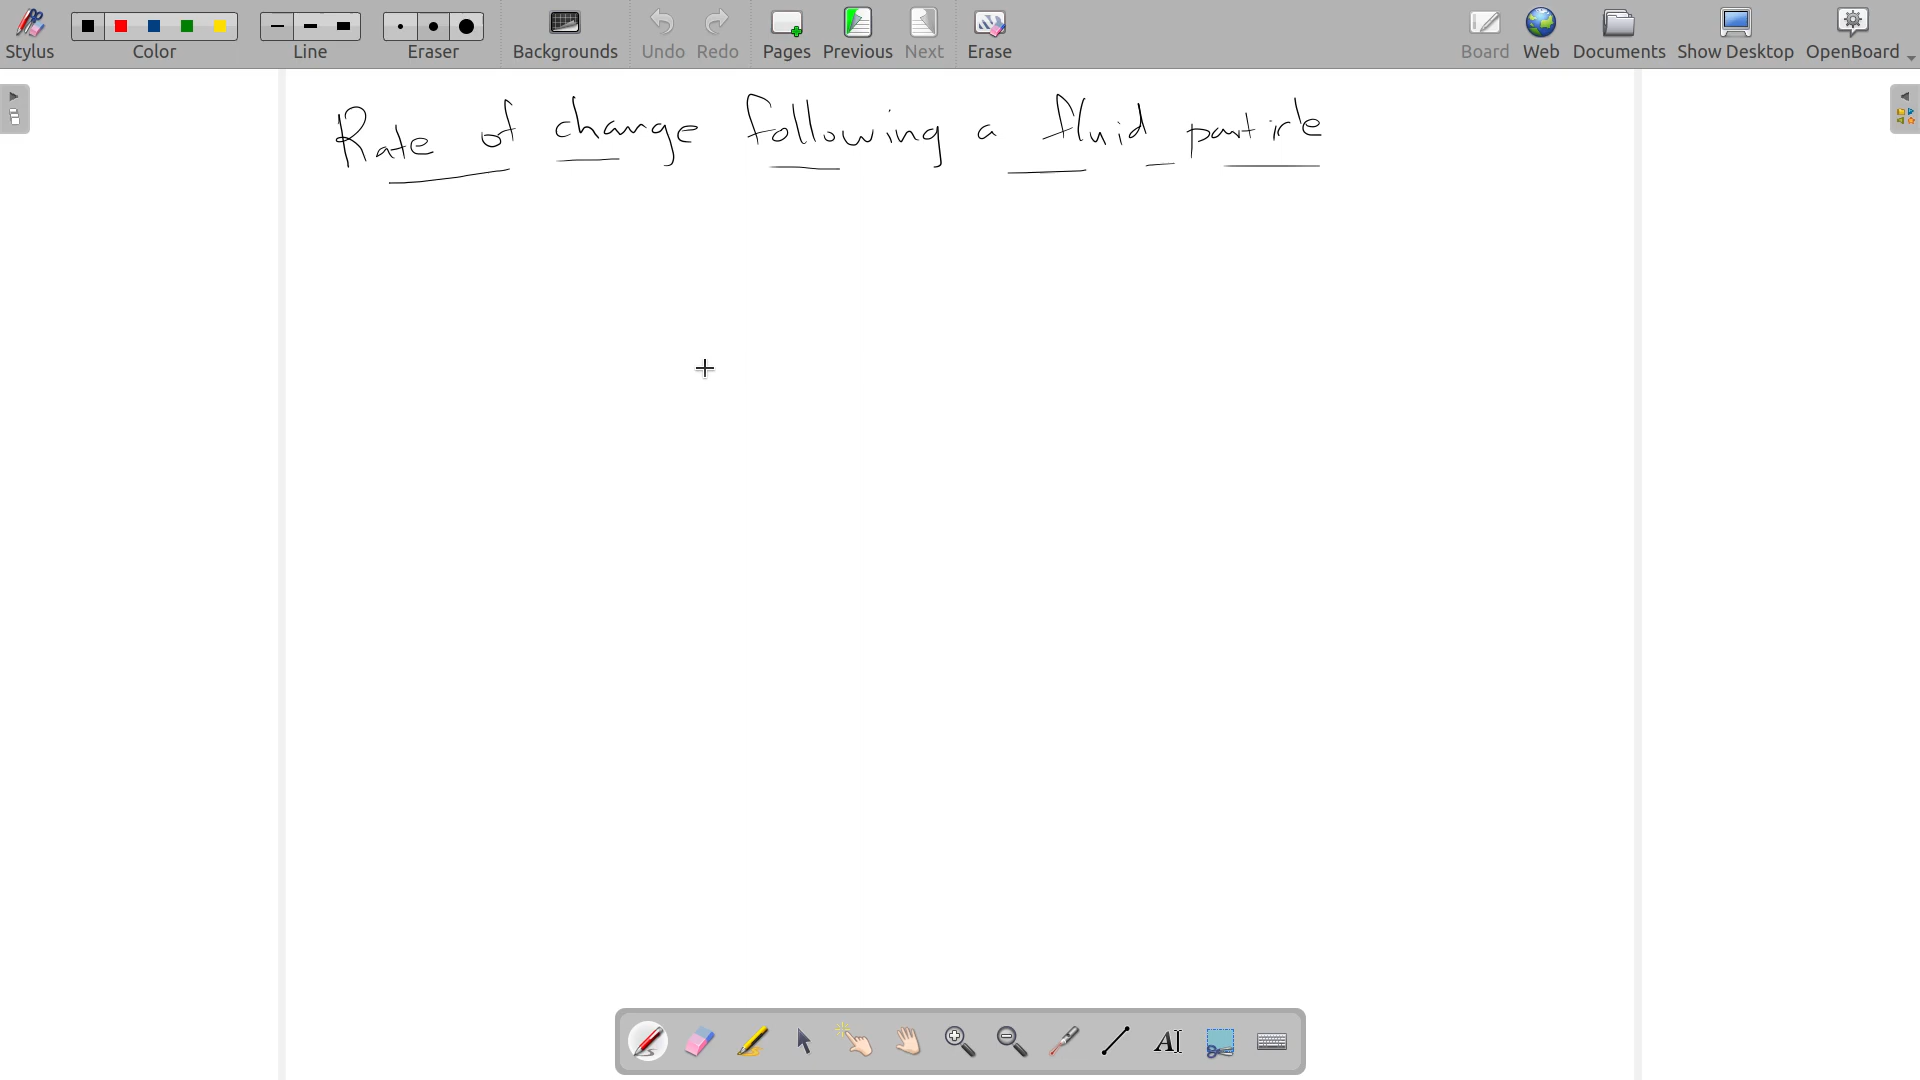 Stylus Color Line Eraser Backgrounds Undo Redo Pages Previous Next Erase Board Web Documents Show Desktop OpenBoard
Rate of change following a fluid particle
AI